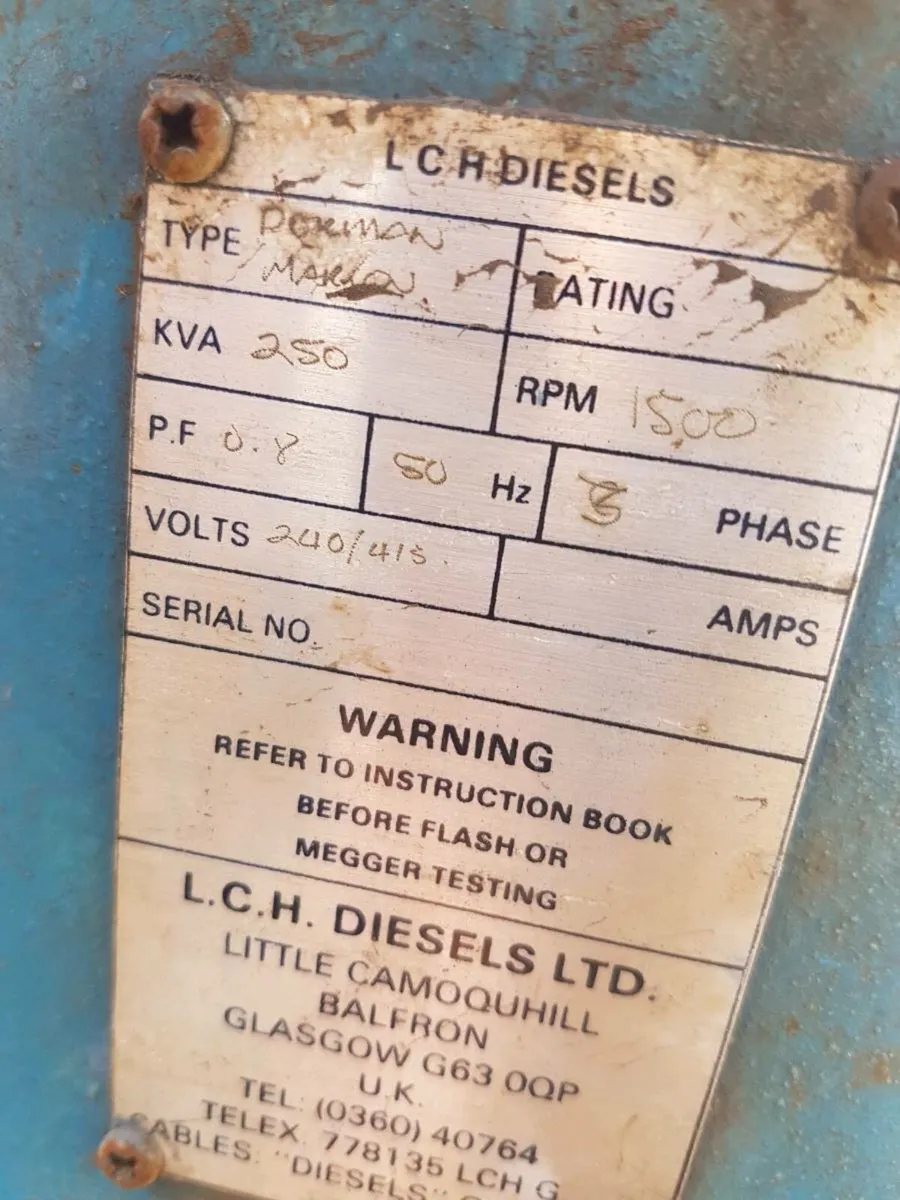 L C H DIESELS
TYPE DORMAN
RATING
KVA 250
RPM 1500
P.F 0.8
50 Hz
3 PHASE
VOLTS 240/415
AMPS
SERIAL NO.
WARNING
REFER TO INSTRUCTION BOOK
BEFORE FLASH OR
MEGGER TESTING
L.C.H. DIESELS LTD.
LITTLE CAMOQUHILL
BALFRON
GLASGOW G63 0QP
U.K.
TEL: (0360) 40764
TELEX. 778135 LCH G
CABLES. "DIESELS"